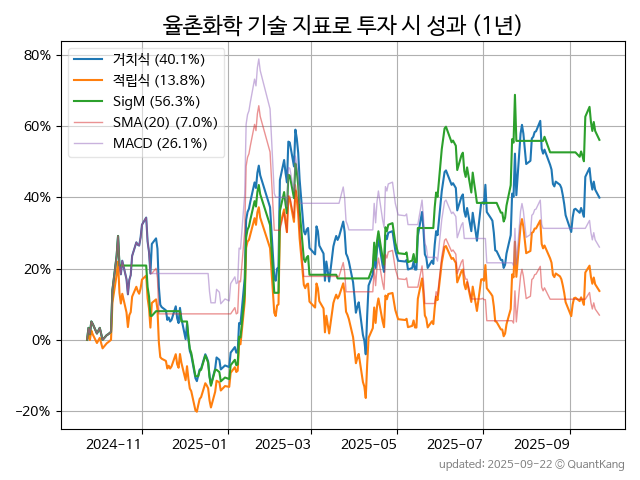 율촌화학 기술 지표로 투자 시 성과 (1년)
80%
60%
40%
20%
0%
−20%
거치식 (40.1%)
적립식 (13.8%)
SigM (56.3%)
SMA(20) (7.0%)
MACD (26.1%)
2024-11 2025-01 2025-03 2025-05 2025-07 2025-09
updated: 2025-09-22 © QuantKang